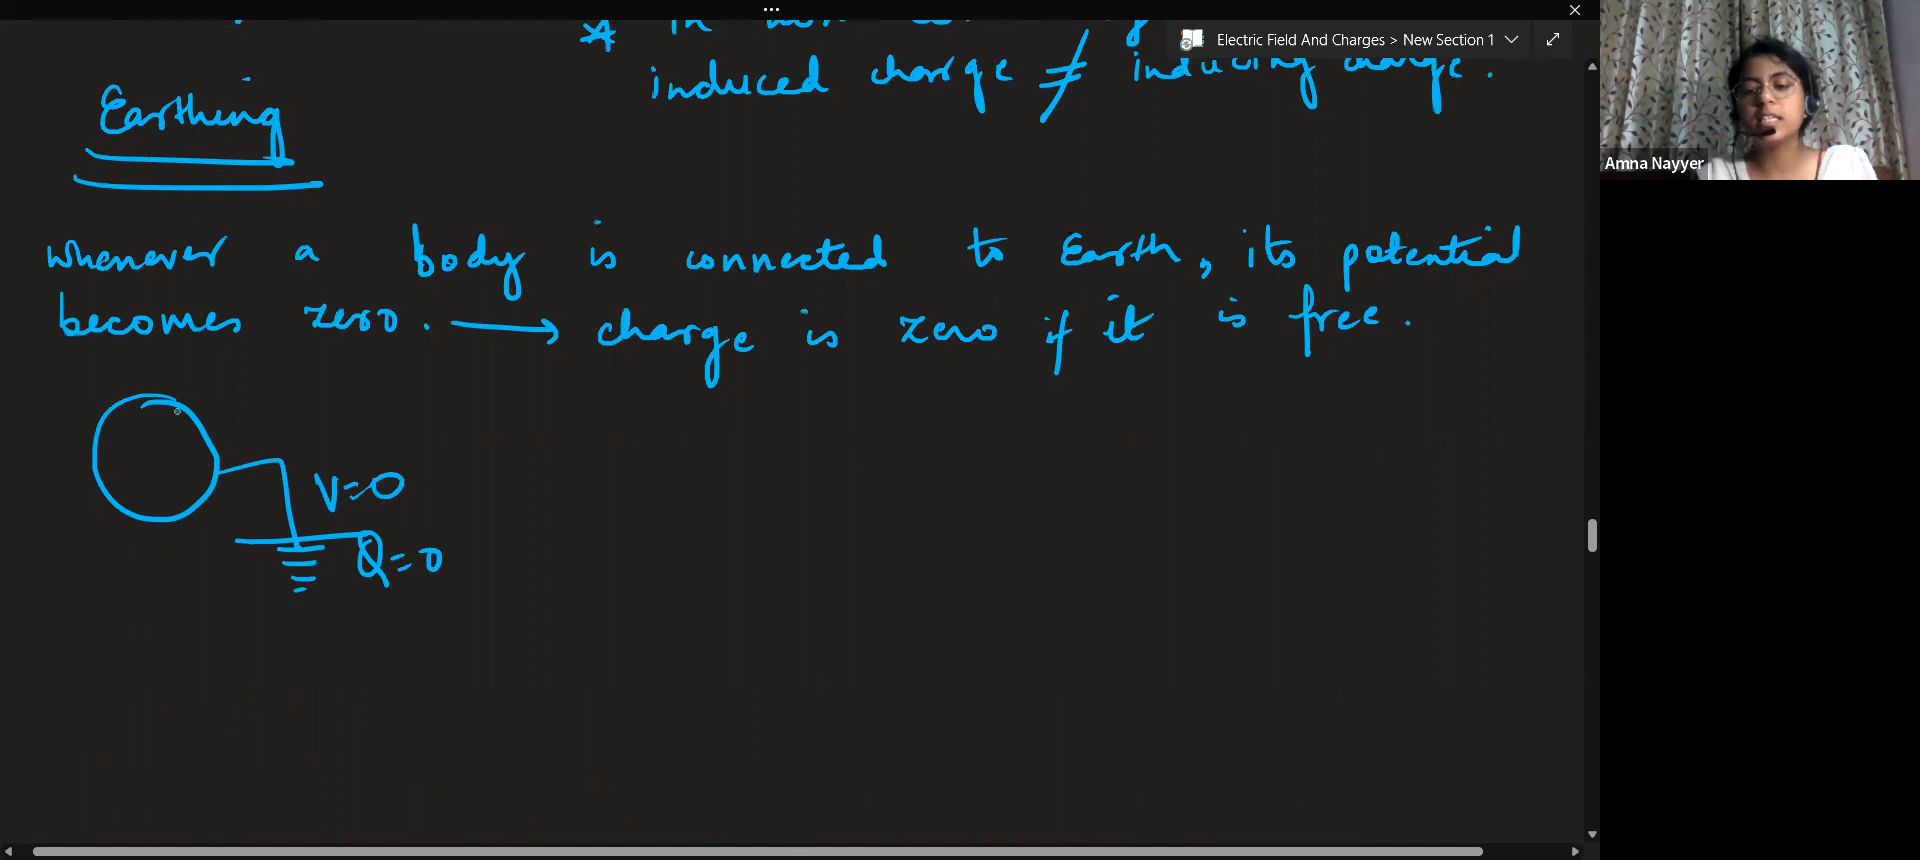 Electric Field And Charges > New Section 1
induced charge ≠ inducing charge.
Earthing
Amna Nayyer
whenever a body is connected to Earth, its potential
becomes zero. → charge is zero if it is free.
V=0
Q=0